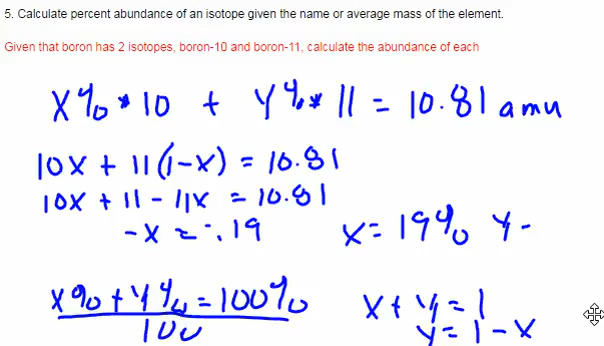 5. Calculate percent abundance of an isotope given the name or average mass of the element.
Given that boron has 2 isotopes, boron-10 and boron-11, calculate the abundance of each
x% * 10 + y% * 11 = 10.81 amu
10x + 11(1-x) = 10.81
10x + 11 - 11x = 10.81
-x = -.19
x = 19% y -
x% + y% = 100%
100
x + y = 1
y = 1 - x